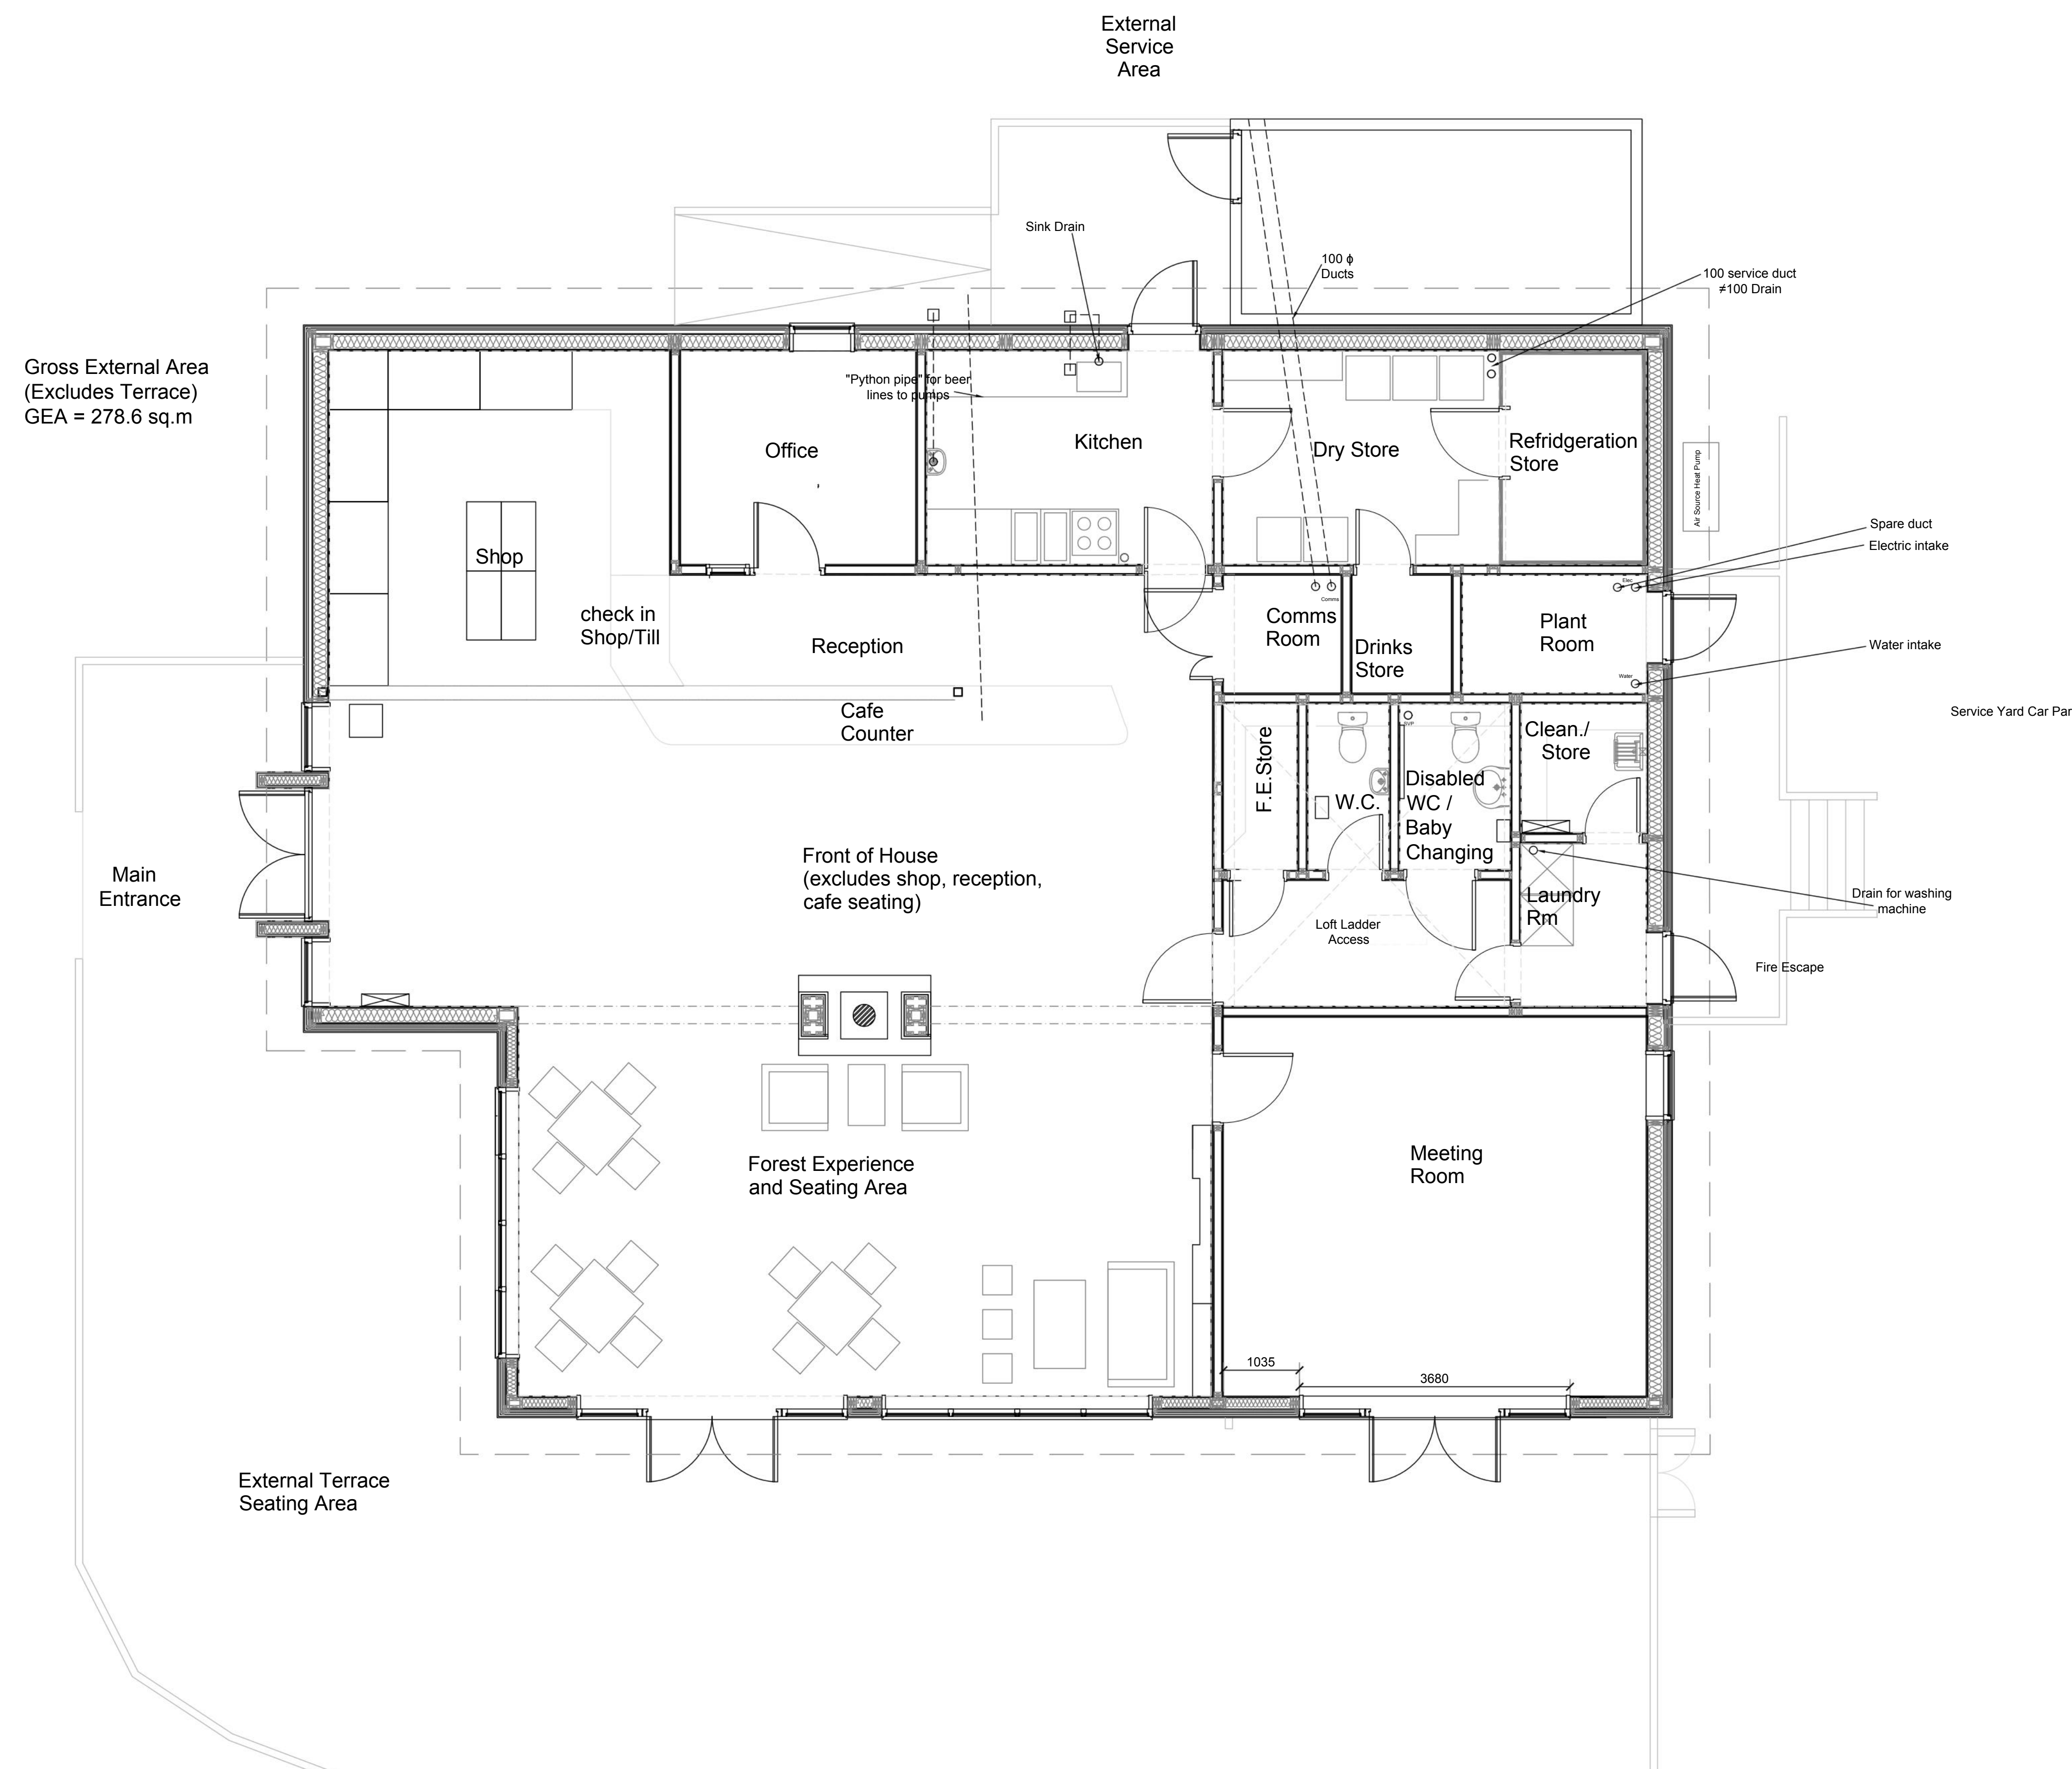 External
Service
Area
Sink Drain
100 ϕ
Ducts
100 service duct
≠100 Drain
Gross External Area
(Excludes Terrace)
GEA = 278.6 sq.m
"Python pipe" for beer
lines to pumps
Office
Kitchen
Dry Store
Refridgeration
Store
Air Source Heat Pump
Spare duct
Electric intake
Shop
check in
Shop/Till
Reception
Comms
Room
Comms
Drinks
Store
Plant
Room
Elec
Water
Water intake
Service Yard Car Par
Cafe
Counter
F.E.Store
W.C.
SVP
Disabled
WC /
Baby
Changing
Clean./
Store
Laundry
Rm
Drain for washing
machine
Main
Entrance
Front of House
(excludes shop, reception,
cafe seating)
Loft Ladder
Access
Fire Escape
Forest Experience
and Seating Area
Meeting
Room
1035
3680
External Terrace
Seating Area